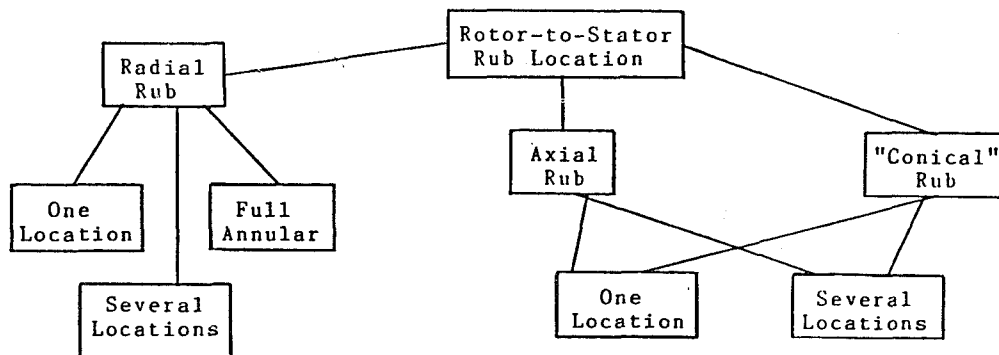 Rotor-to-Stator
Rub Location
Radial
Rub
Axial
Rub
"Conical"
Rub
One
Location
Full
Annular
Several
Locations
One
Location
Several
Locations